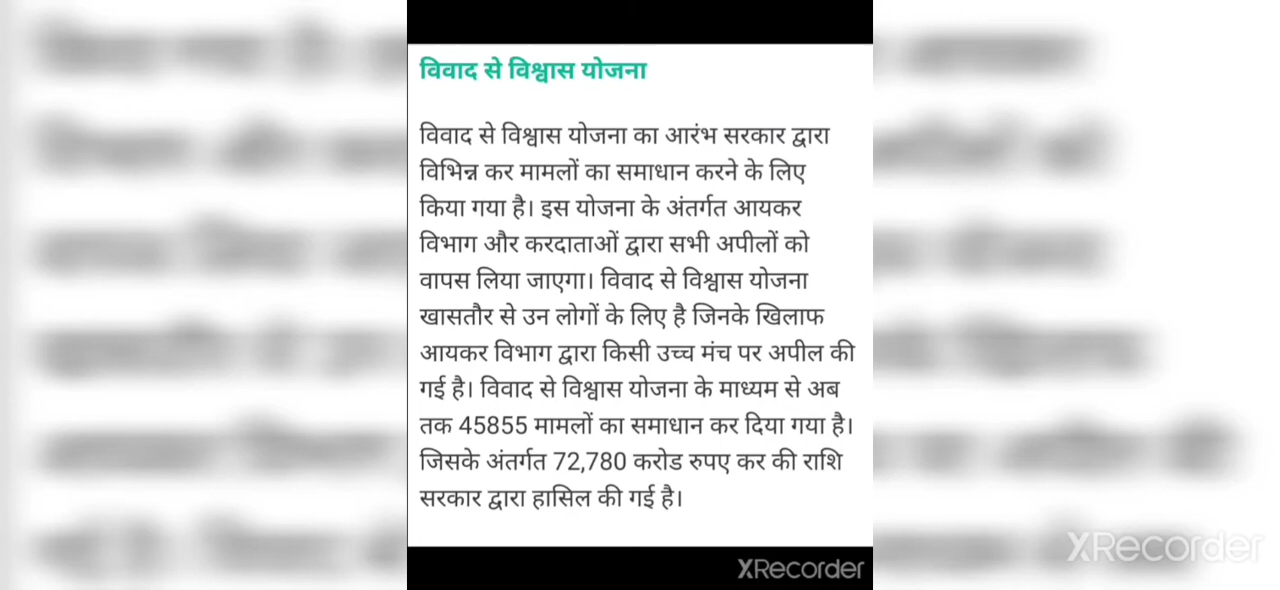 विवाद से विश्वास योजना
विवाद से विश्वास योजना का आरंभ सरकार द्वारा
विभिन्न कर मामलों का समाधान करने के लिए
किया गया है। इस योजना के अंतर्गत आयकर
विभाग और करदाताओं द्वारा सभी अपीलों को
वापस लिया जाएगा। विवाद से विश्वास योजना
खासतौर से उन लोगों के लिए है जिनके खिलाफ
आयकर विभाग द्वारा किसी उच्च मंच पर अपील की
गई है। विवाद से विश्वास योजना के माध्यम से अब
तक 45855 मामलों का समाधान कर दिया गया है।
जिसके अंतर्गत 72,780 करोड रुपए कर की राशि
सरकार द्वारा हासिल की गई है।
XRecorder
XRecorder